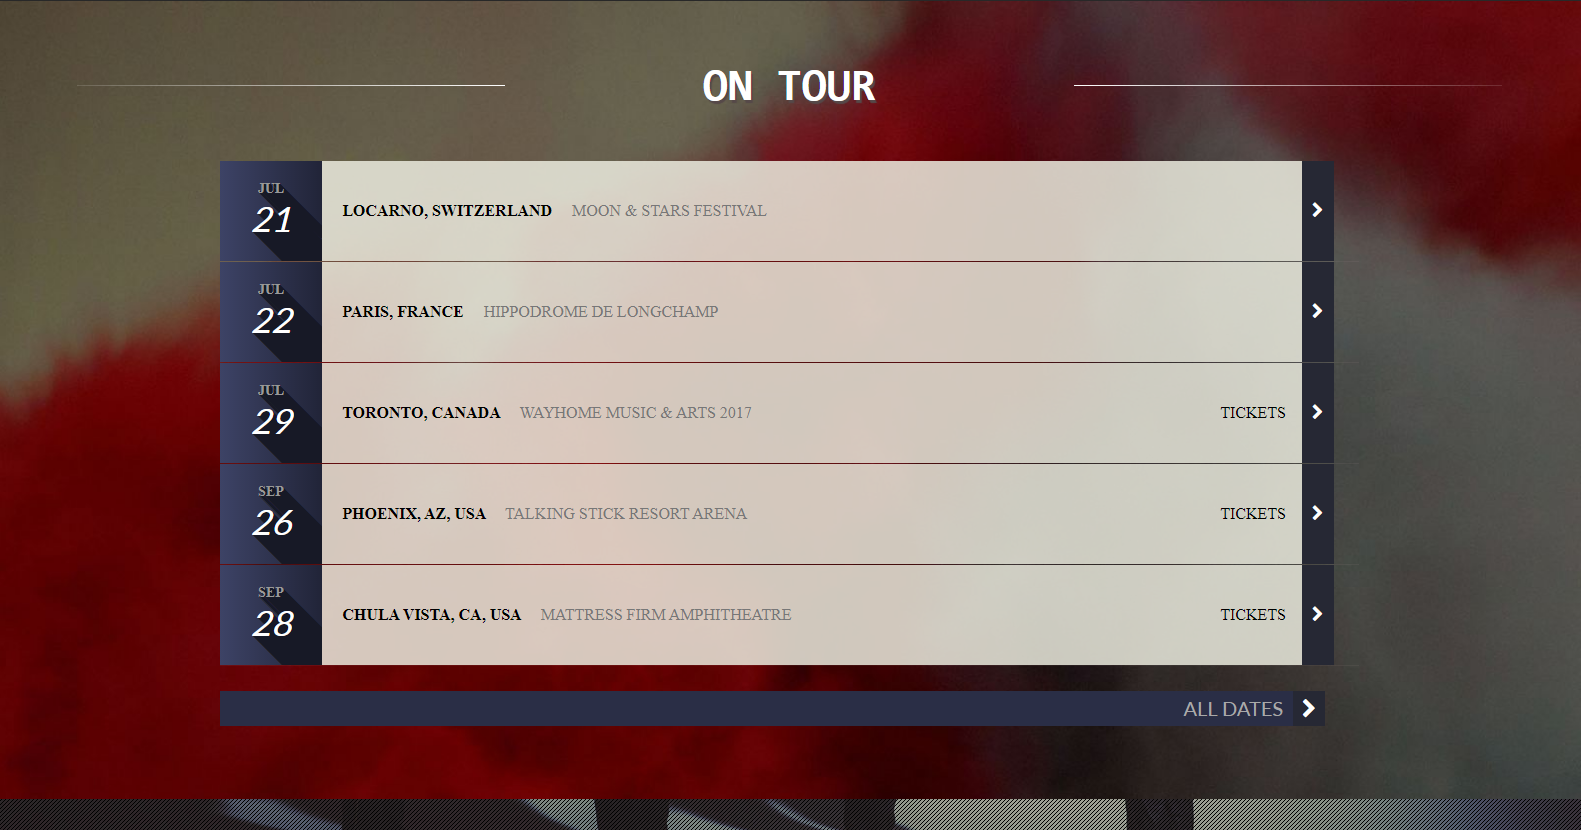 ON TOUR
JUL
21
LOCARNO, SWITZERLAND MOON & STARS FESTIVAL
JUL
22
PARIS, FRANCE HIPPODROME DE LONGCHAMP
JUL
29
TORONTO, CANADA WAYHOME MUSIC & ARTS 2017 TICKETS
SEP
26
PHOENIX, AZ, USA TALKING STICK RESORT ARENA TICKETS
SEP
28
CHULA VISTA, CA, USA MATTRESS FIRM AMPHITHEATRE TICKETS
ALL DATES